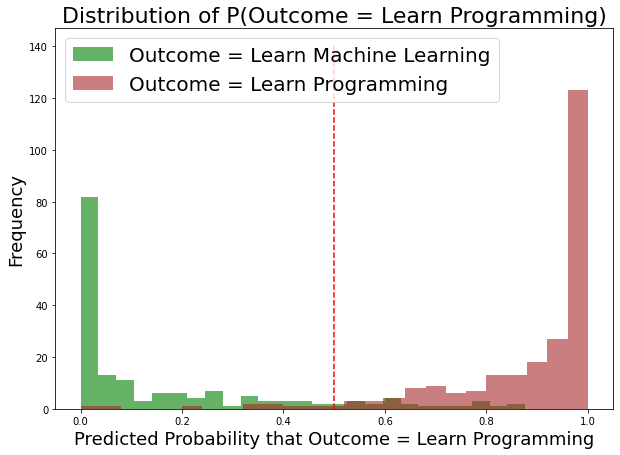 Distribution of P(Outcome = Learn Programming)
Outcome = Learn Machine Learning
Outcome = Learn Programming
140
120
100
80
60
40
20
0
Frequency
0.0 0.2 0.4 0.6 0.8 1.0
Predicted Probability that Outcome = Learn Programming